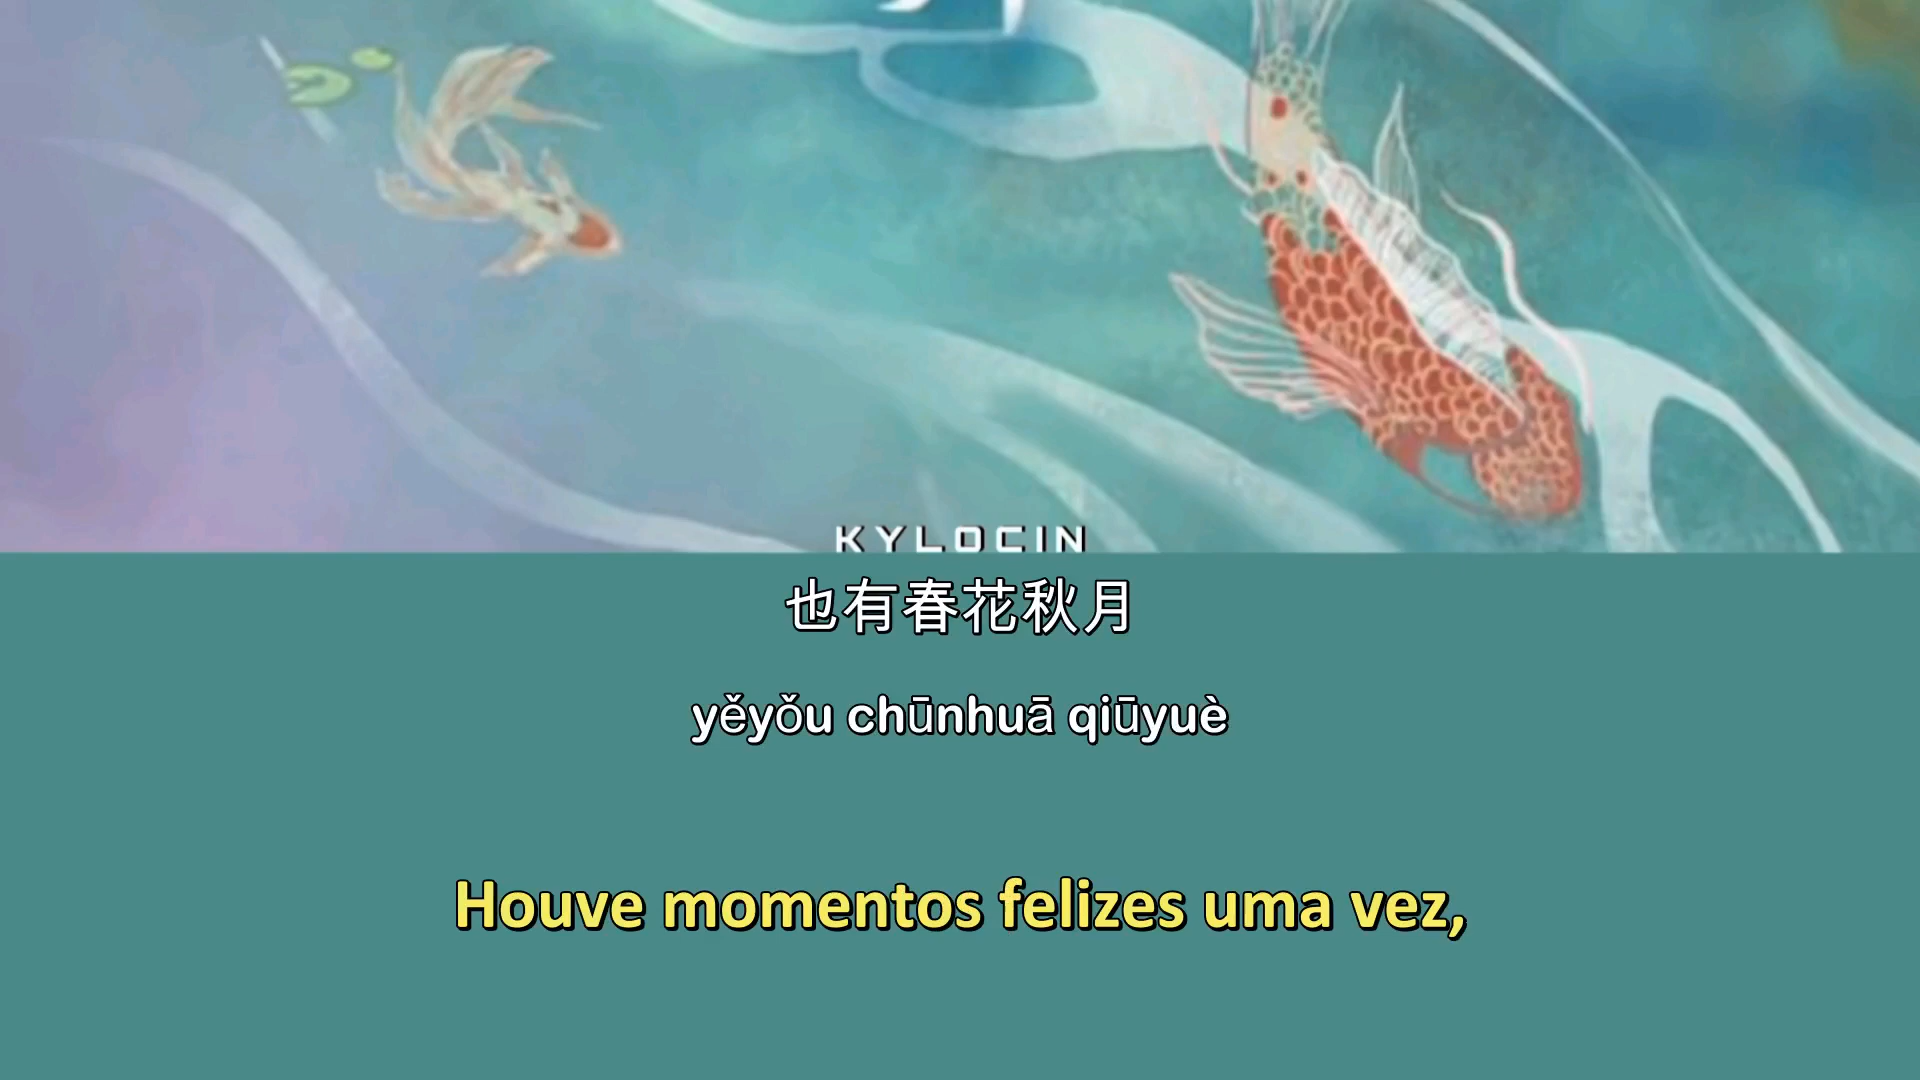 KYLOCIN
也有春花秋月
yěyǒu chūnhuā qiūyuè
Houve momentos felizes uma vez,